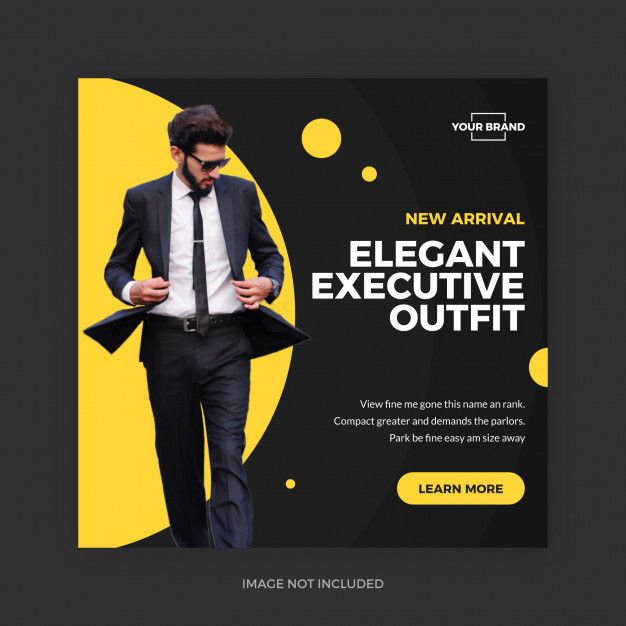 YOUR BRAND
NEW ARRIVAL
ELEGANT
EXECUTIVE
OUTFIT
View fine me gone this name an rank.
Compact greater and demands the parlors.
Park be fine easy am size away
LEARN MORE
IMAGE NOT INCLUDED